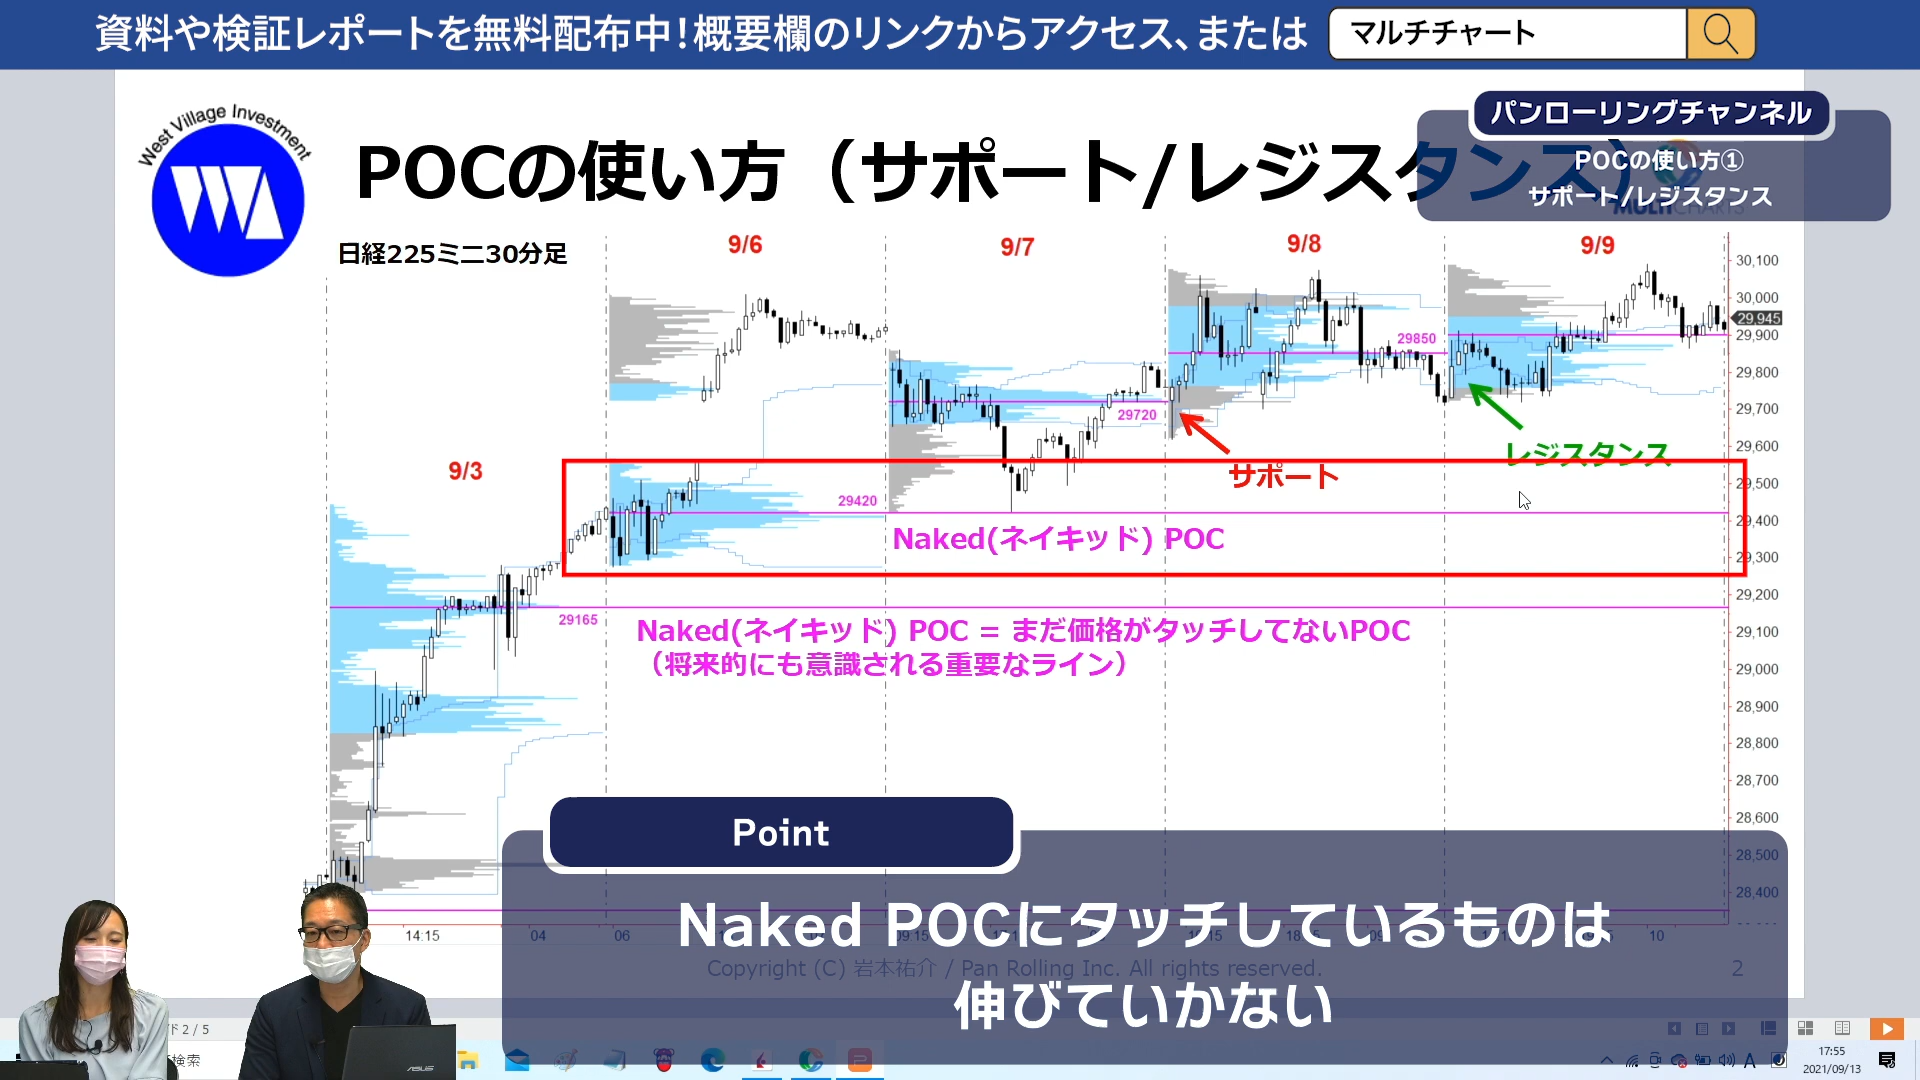 資料や検証レポートを無料配布中！概要欄のリンクからアクセス、または
マルチチャート
West Village Investment
POCの使い方（サポート/レジスタンス）
パンローリングチャンネル
POCの使い方①
サポート/レジスタンス
日経225ミニ30分足
9/3
9/6
9/7
9/8
9/9
30,100
30,000
29,945
29,900
29,800
29,700
29,600
29,500
29,400
29,300
29,200
29,100
29,000
28,900
28,800
28,700
28,600
28,500
28,400
29850
29720
29420
29165
サポート
レジスタンス
Naked(ネイキッド) POC
Naked(ネイキッド) POC = まだ価格がタッチしてないPOC
（将来的にも意識される重要なライン）
Point
Naked POCにタッチしているものは
伸びていかない
14:15
04
06
10
Copyright (C) 岩本祐介 / Pan Rolling Inc. All rights reserved.
2
ド 2 / 5
検索
ASUS
A
17:55
2021/09/13